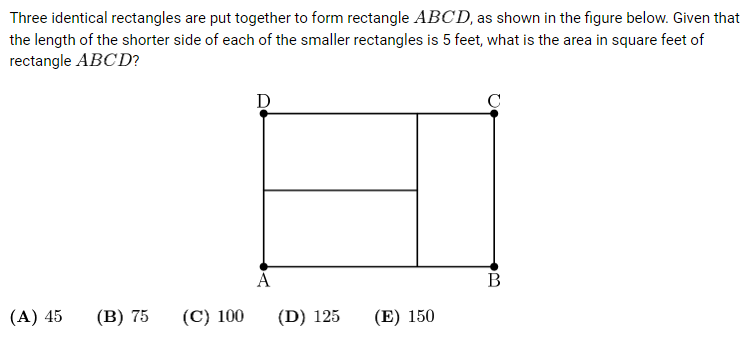 Three identical rectangles are put together to form rectangle ABCD, as shown in the figure below. Given that
the length of the shorter side of each of the smaller rectangles is 5 feet, what is the area in square feet of
rectangle ABCD?
D C
A B
(A) 45 (B) 75 (C) 100 (D) 125 (E) 150